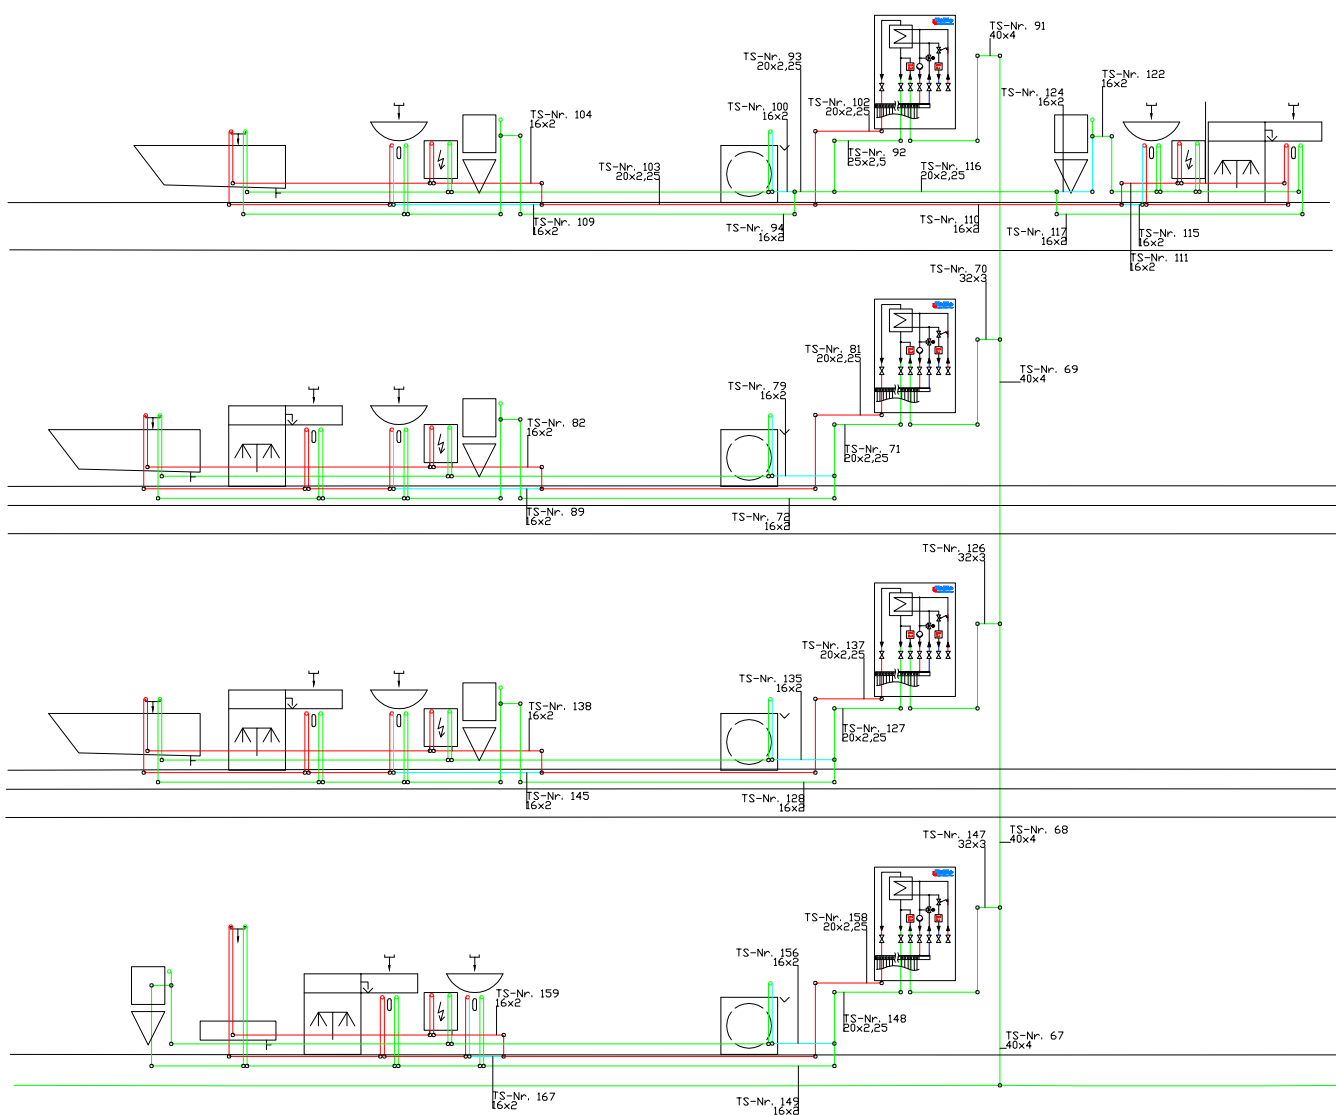 TS-Nr. 91
40x4
TS-Nr. 93
20x2,25
TS-Nr. 122
16x2
TS-Nr. 124
16x2
TS-Nr. 102
20x2,25
TS-Nr. 100
16x2
TS-Nr. 104
16x2
TS-Nr. 92
25x2,5
TS-Nr. 103
20x2,25
TS-Nr. 116
20x2,25
TS-Nr. 109
16x2
TS-Nr. 94
16x2
TS-Nr. 110
16x2
TS-Nr. 117
16x2
TS-Nr. 115
16x2
TS-Nr. 111
16x2
TS-Nr. 70
32x3
TS-Nr. 81
20x2,25
TS-Nr. 69
40x4
TS-Nr. 79
16x2
TS-Nr. 82
16x2
TS-Nr. 71
20x2,25
TS-Nr. 89
16x2
TS-Nr. 72
16x2
TS-Nr. 126
32x3
TS-Nr. 137
20x2,25
TS-Nr. 135
16x2
TS-Nr. 138
16x2
TS-Nr. 127
20x2,25
TS-Nr. 145
16x2
TS-Nr. 128
16x2
TS-Nr. 147
32x3
TS-Nr. 68
40x4
TS-Nr. 158
20x2,25
TS-Nr. 156
16x2
TS-Nr. 159
16x2
TS-Nr. 148
20x2,25
TS-Nr. 67
40x4
TS-Nr. 167
16x2
TS-Nr. 149
16x2